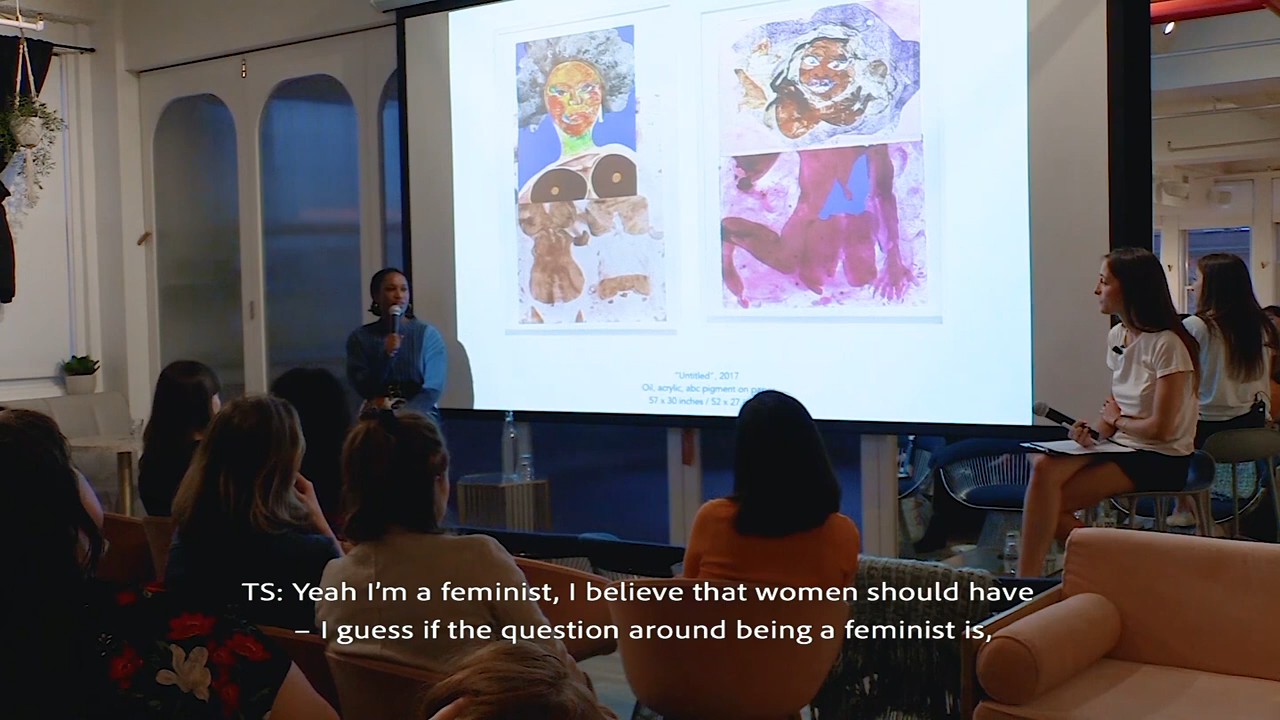 "Untitled", 2017
Oil, acrylic, abc pigment on
57 x 30 inches / 52 x 27
TS: Yeah I'm a feminist, I believe that women should have
– I guess if the question around being a feminist is,